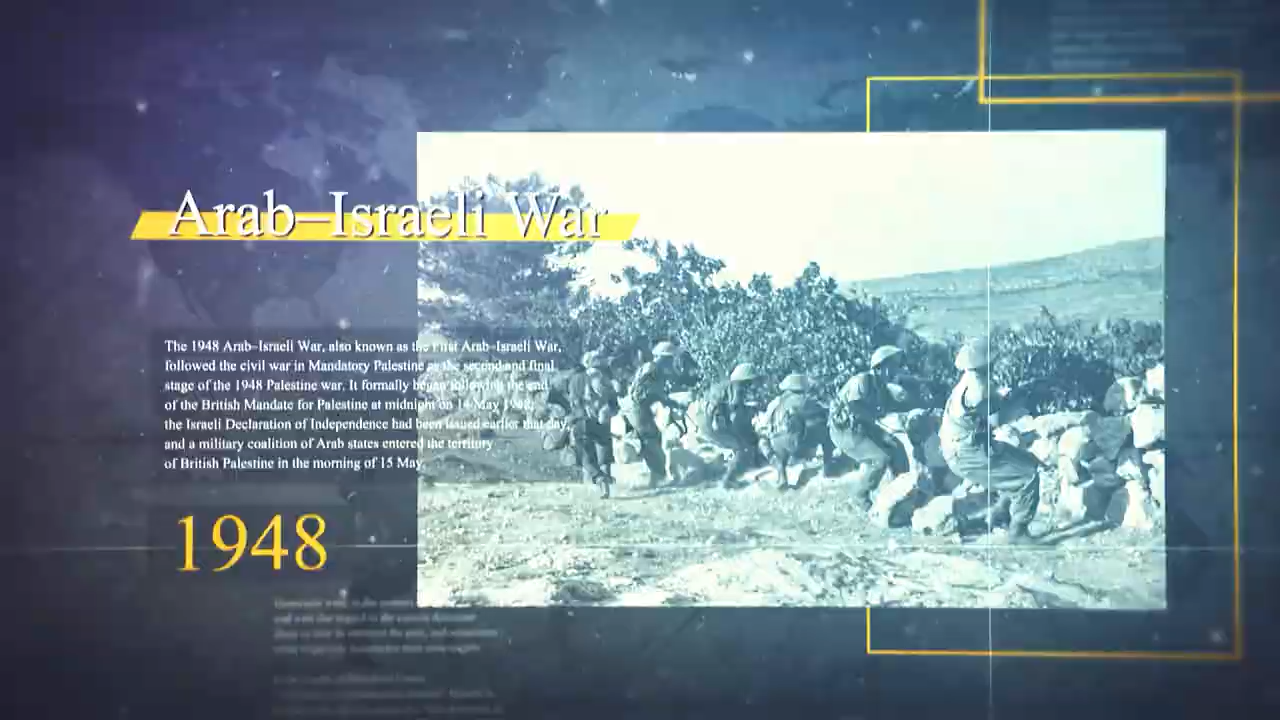 Arab–Israeli War
The 1948 Arab–Israeli War, also known as the First Arab–Israeli War,
followed the civil war in Mandatory Palestine as the second and final
stage of the 1948 Palestine war. It formally began following the end
of the British Mandate for Palestine at midnight on 14 May 1948;
the Israeli Declaration of Independence had been issued earlier that day,
and a military coalition of Arab states entered the territory
of British Palestine in the morning of 15 May
1948